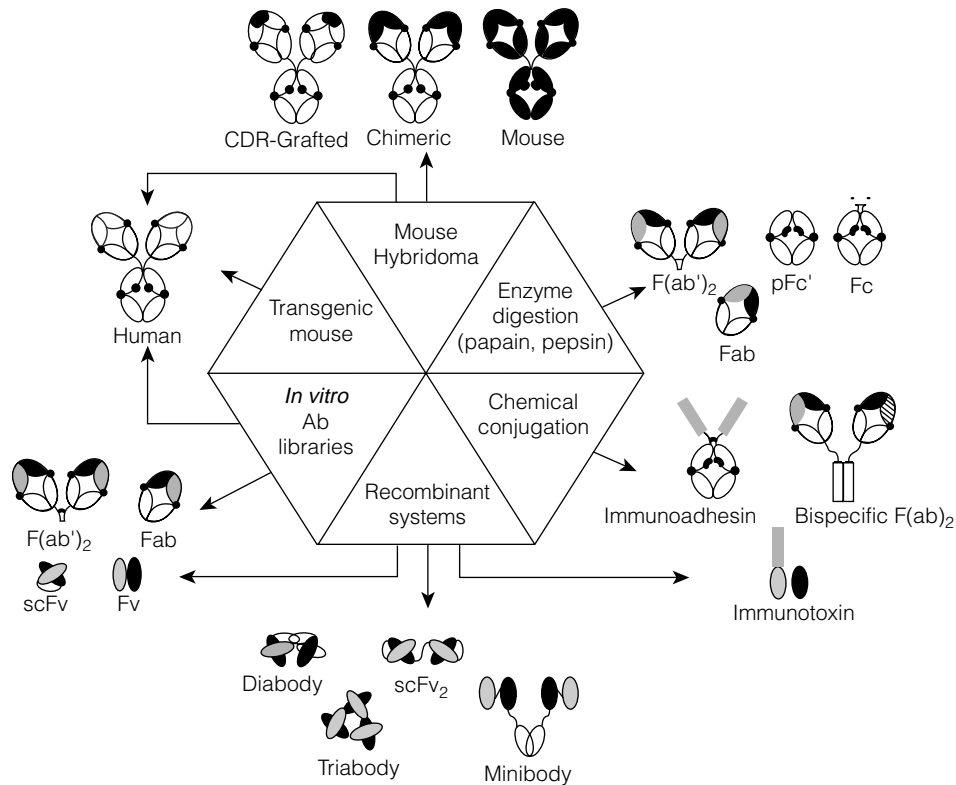 CDR-Grafted
Chimeric
Mouse
Mouse
Hybridoma
Transgenic
mouse
Enzyme
digestion
(papain, pepsin)
F(ab')2
pFc'
Fc
Fab
Human
In vitro
Ab
libraries
Chemical
conjugation
Recombinant
systems
Immunoadhesin
Bispecific F(ab)2
F(ab')2
Fab
scFv
Fv
Immunotoxin
Diabody
scFv2
Triabody
Minibody